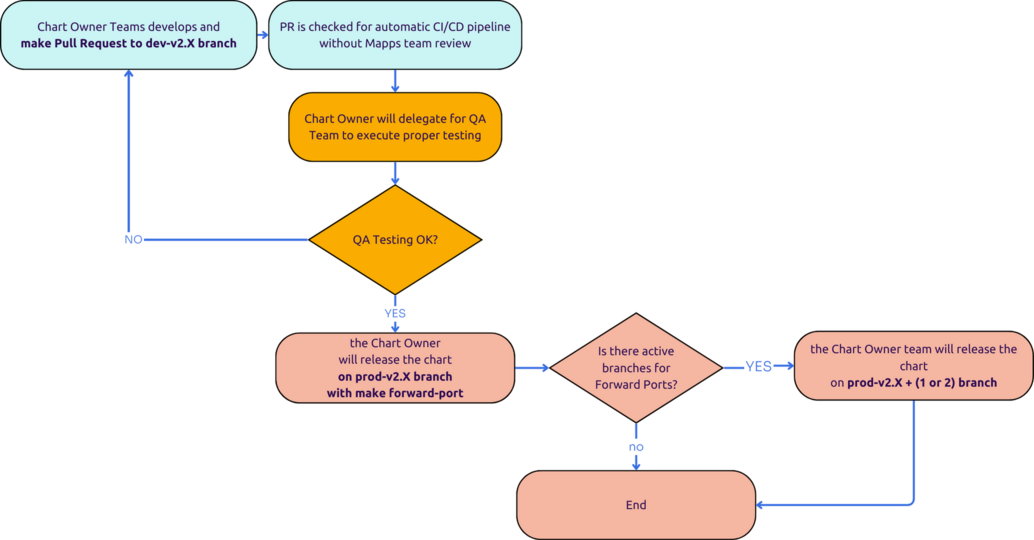 Chart Owner Teams develops and
make Pull Request to dev-v2.X branch
PR is checked for automatic CI/CD pipeline
without Mapps team review
Chart Owner will delegate for QA
Team to execute proper testing
QA Testing OK?
NO
YES
the Chart Owner
will release the chart
on prod-v2.X branch
with make forward-port
Is there active
branches for
Forward Ports?
YES
the Chart Owner team will release the
chart
on prod-v2.X + (1 or 2) branch
no
End